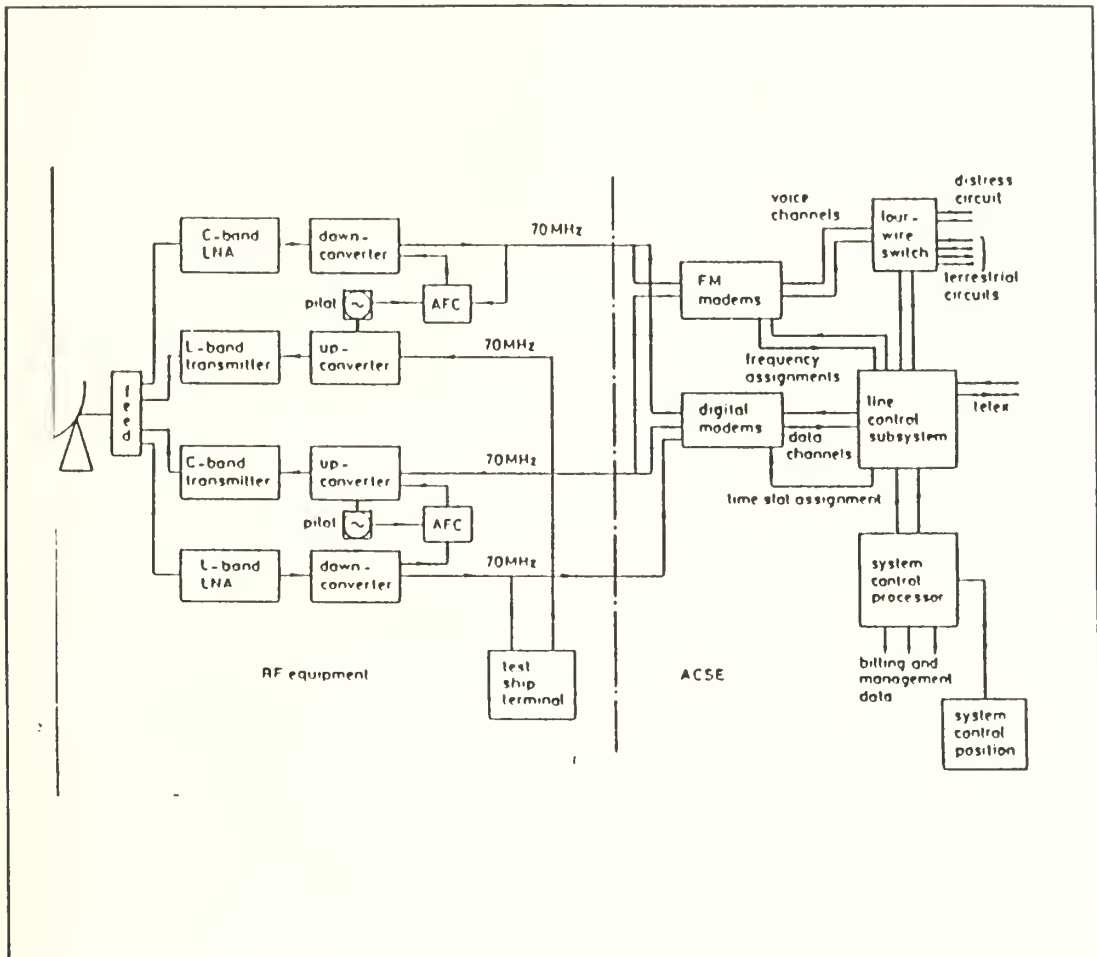 C-band
LNA
down-
converter
70MHz
pilot
AFC
L-band
transmitter
up-
converter
70MHz
feed
C-band
transmitter
up-
converter
70MHz
pilot
AFC
L-band
LNA
down-
converter
70MHz
RF equipment
test
ship
terminal
voice
channels
four-
wire
switch
distress
circuit
terrestrial
circuits
FM
modems
frequency
assignments
digital
modems
data
channels
time slot assignment
line
control
subsystem
telex
system
control
processor
ACSE
billing and
management
data
system
control
position